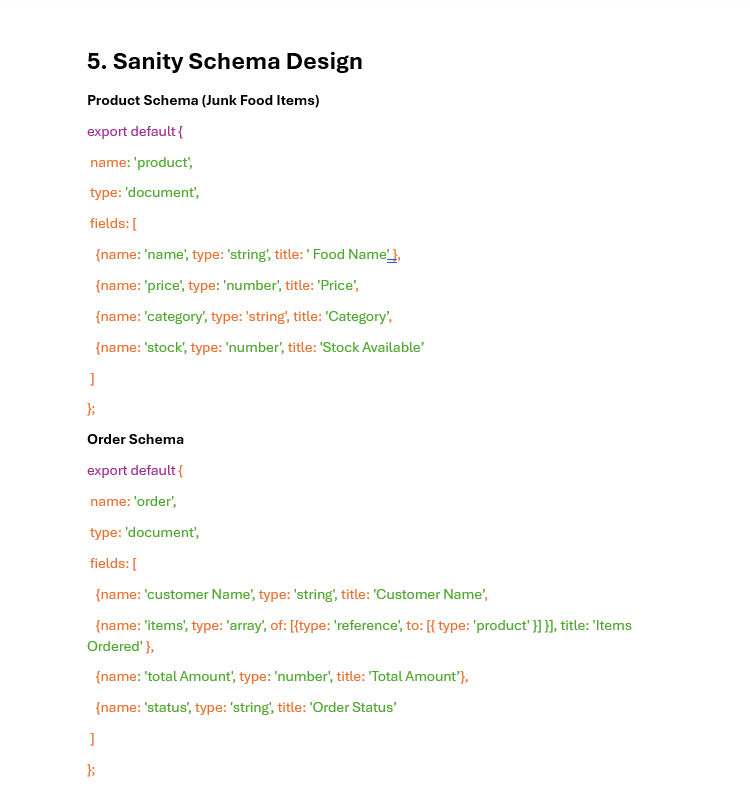 5. Sanity Schema Design
Product Schema (Junk Food Items)
export default {
name: 'product',
type: 'document',
fields: [
{name: 'name', type: 'string', title: ' Food Name' },
{name: 'price', type: 'number', title: 'Price’,
{name: 'category', type: 'string', title: 'Category’,
{name: 'stock', type: 'number', title: 'Stock Available’
]
};
Order Schema
export default {
name: 'order',
type: 'document',
fields: [
{name: 'customer Name', type: 'string', title: 'Customer Name’,
{name: 'items', type: 'array', of: [{type: 'reference', to: [{ type: 'product' }] }], title: 'Items
Ordered' },
{name: 'total Amount', type: 'number', title: 'Total Amount’},
{name: 'status', type: 'string', title: 'Order Status’
]
};